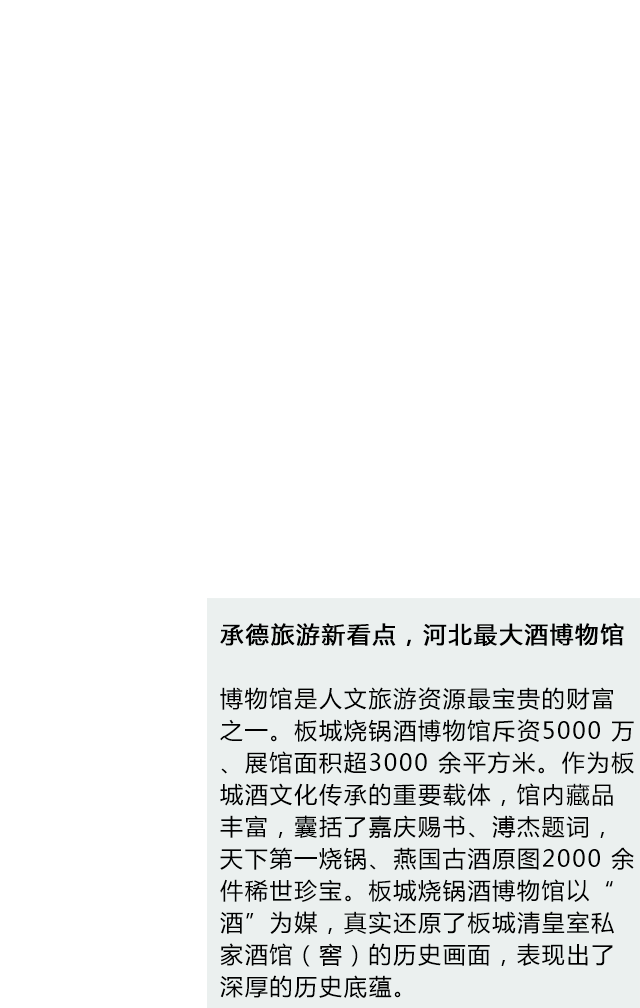 承德旅游新看点，河北最大酒博物馆
博物馆是人文旅游资源最宝贵的财富
之一。板城烧锅酒博物馆斥资5000 万
、展馆面积超3000 余平方米。作为板
城酒文化传承的重要载体，馆内藏品
丰富，囊括了嘉庆赐书、溥杰题词，
天下第一烧锅、燕国古酒原图2000 余
件稀世珍宝。板城烧锅酒博物馆以“
酒”为媒，真实还原了板城清皇室私
家酒馆（窖）的历史画面，表现出了
深厚的历史底蕴。